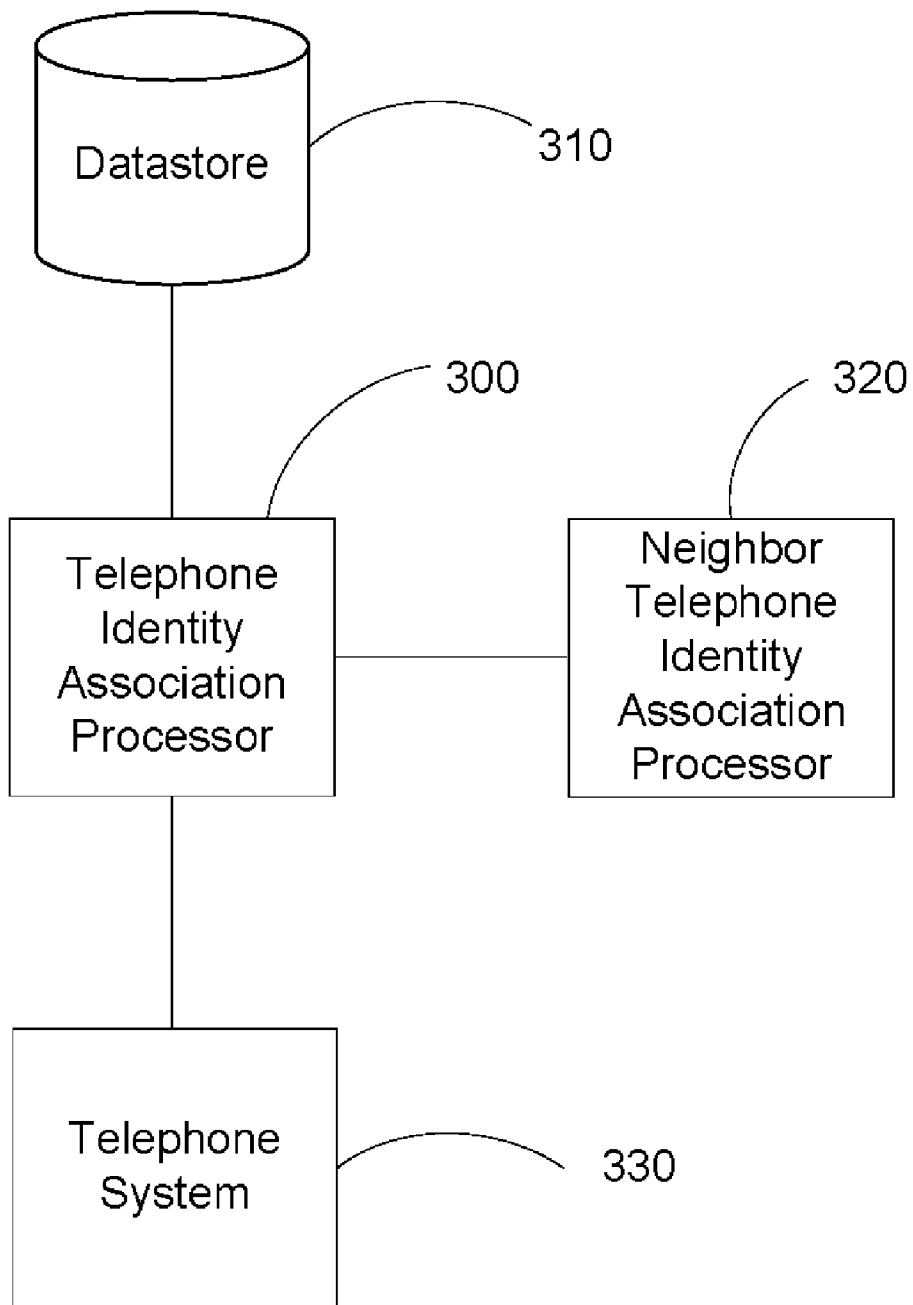 Datastore
310
300
320
Telephone
Identity
Association
Processor
Neighbor
Telephone
Identity
Association
Processor
Telephone
System
330